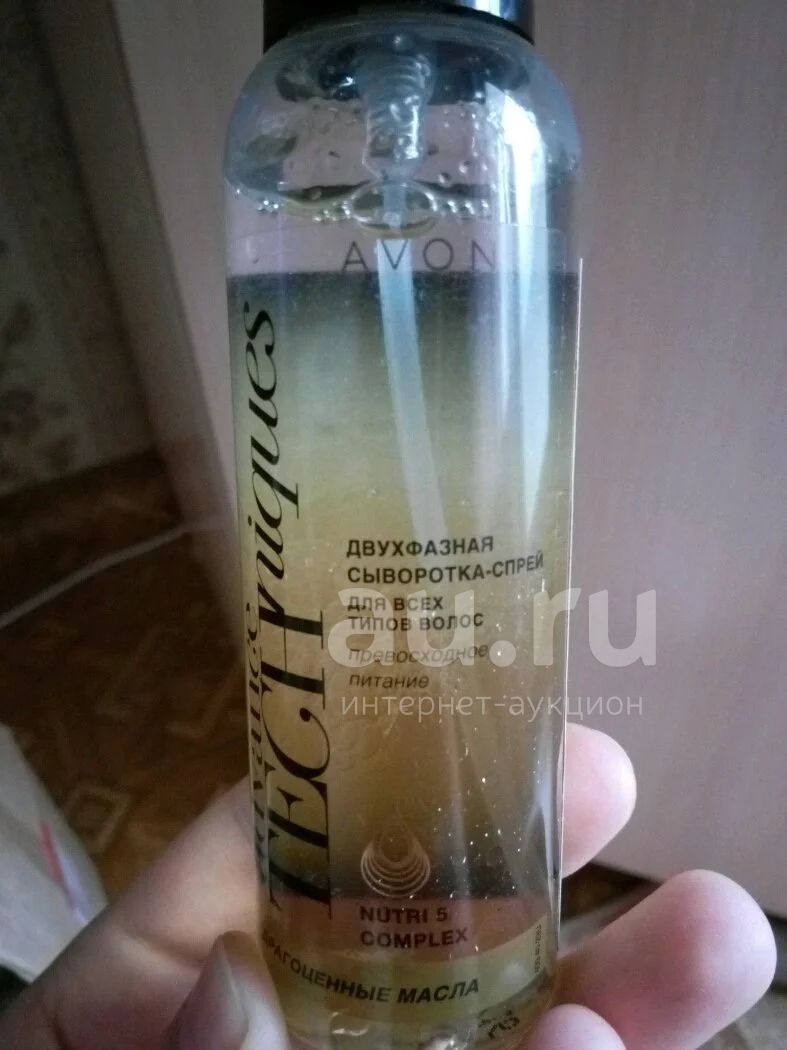 AVON
advance TECHniques
ДВУХФАЗНАЯ
СЫВОРОТКА-СПРЕЙ
ДЛЯ ВСЕХ
ТИПОВ ВОЛОС
превосходное
питание
au.ru
интернет-аукцион
NUTRI 5
COMPLEX
ДРАГОЦЕННЫЕ МАСЛА